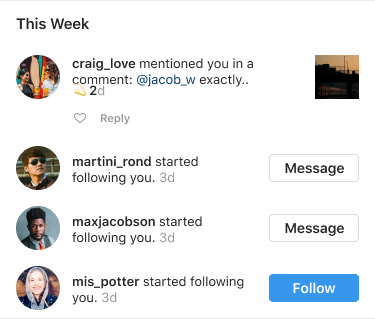 This Week
craig_love mentioned you in a
comment: @jacob_w exactly..
💫 2d
Reply
martini_rond started
following you. 3d
Message
maxjacobson started
following you. 3d
Message
mis_potter started following
you. 3d
Follow